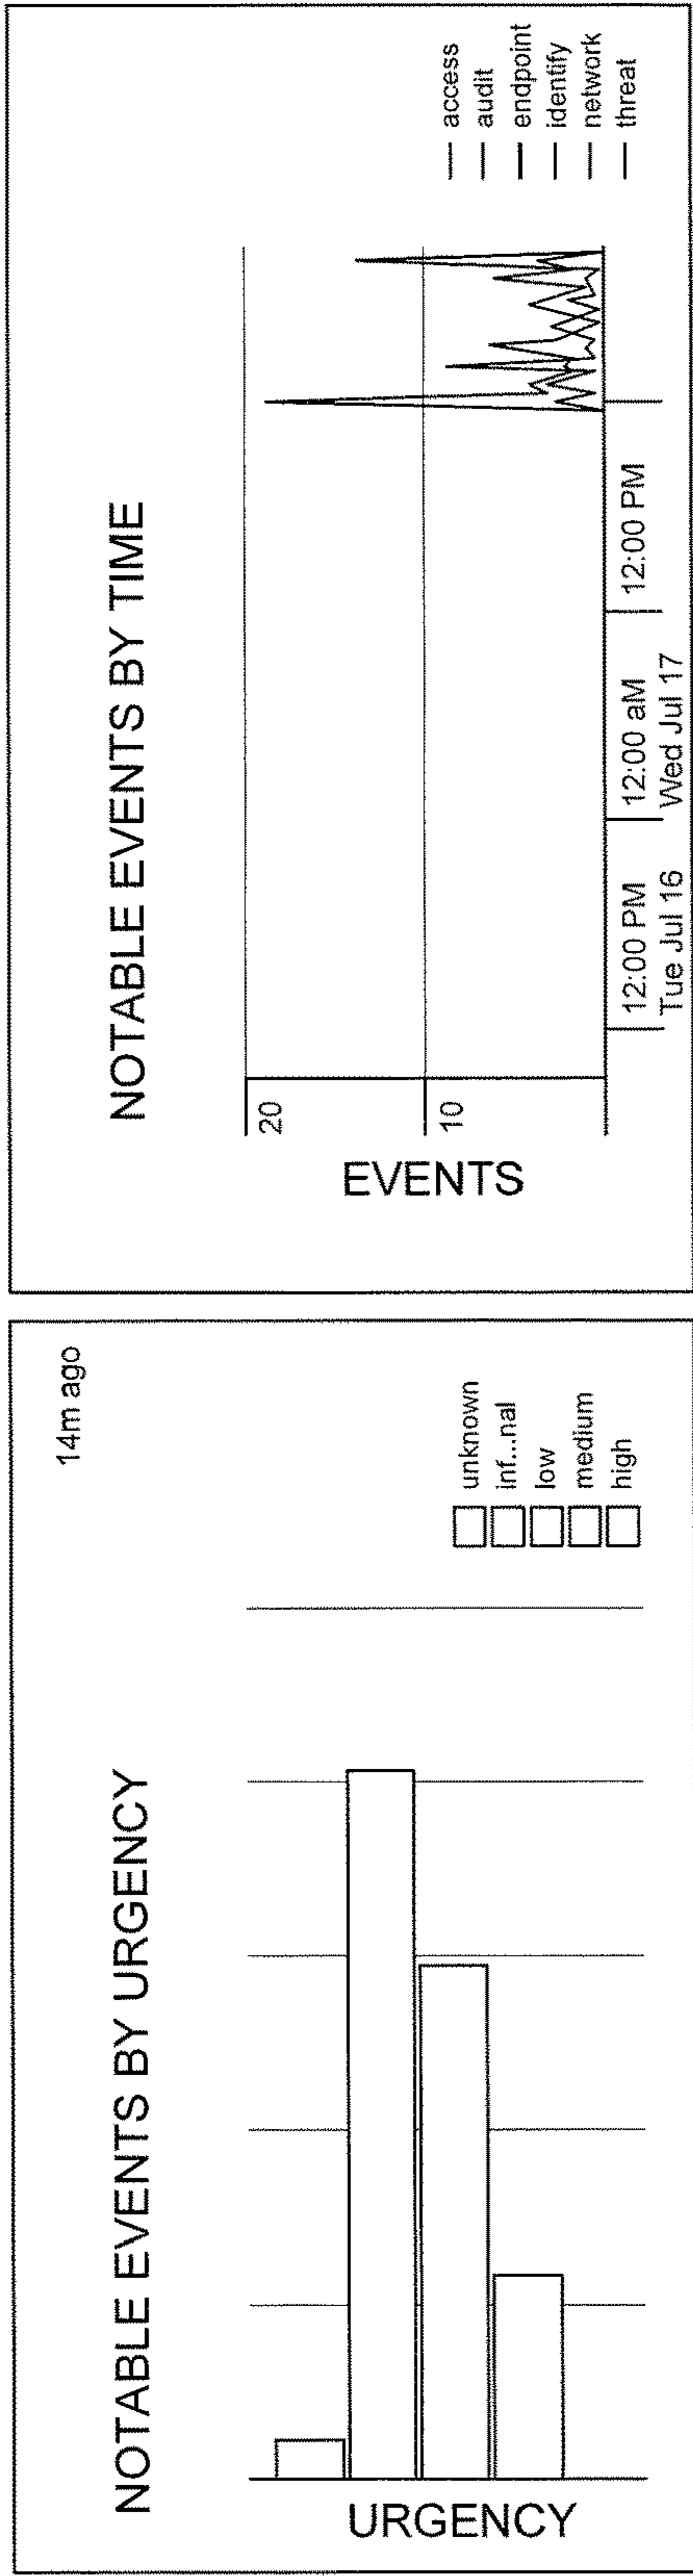 NOTABLE EVENTS BY URGENCY
14m ago
URGENCY
unknown
inf...nal
low
medium
high
NOTABLE EVENTS BY TIME
EVENTS
20
10
12:00 PM
Tue Jul 16
12:00 aM
Wed Jul 17
12:00 PM
access
audit
endpoint
identify
network
threat